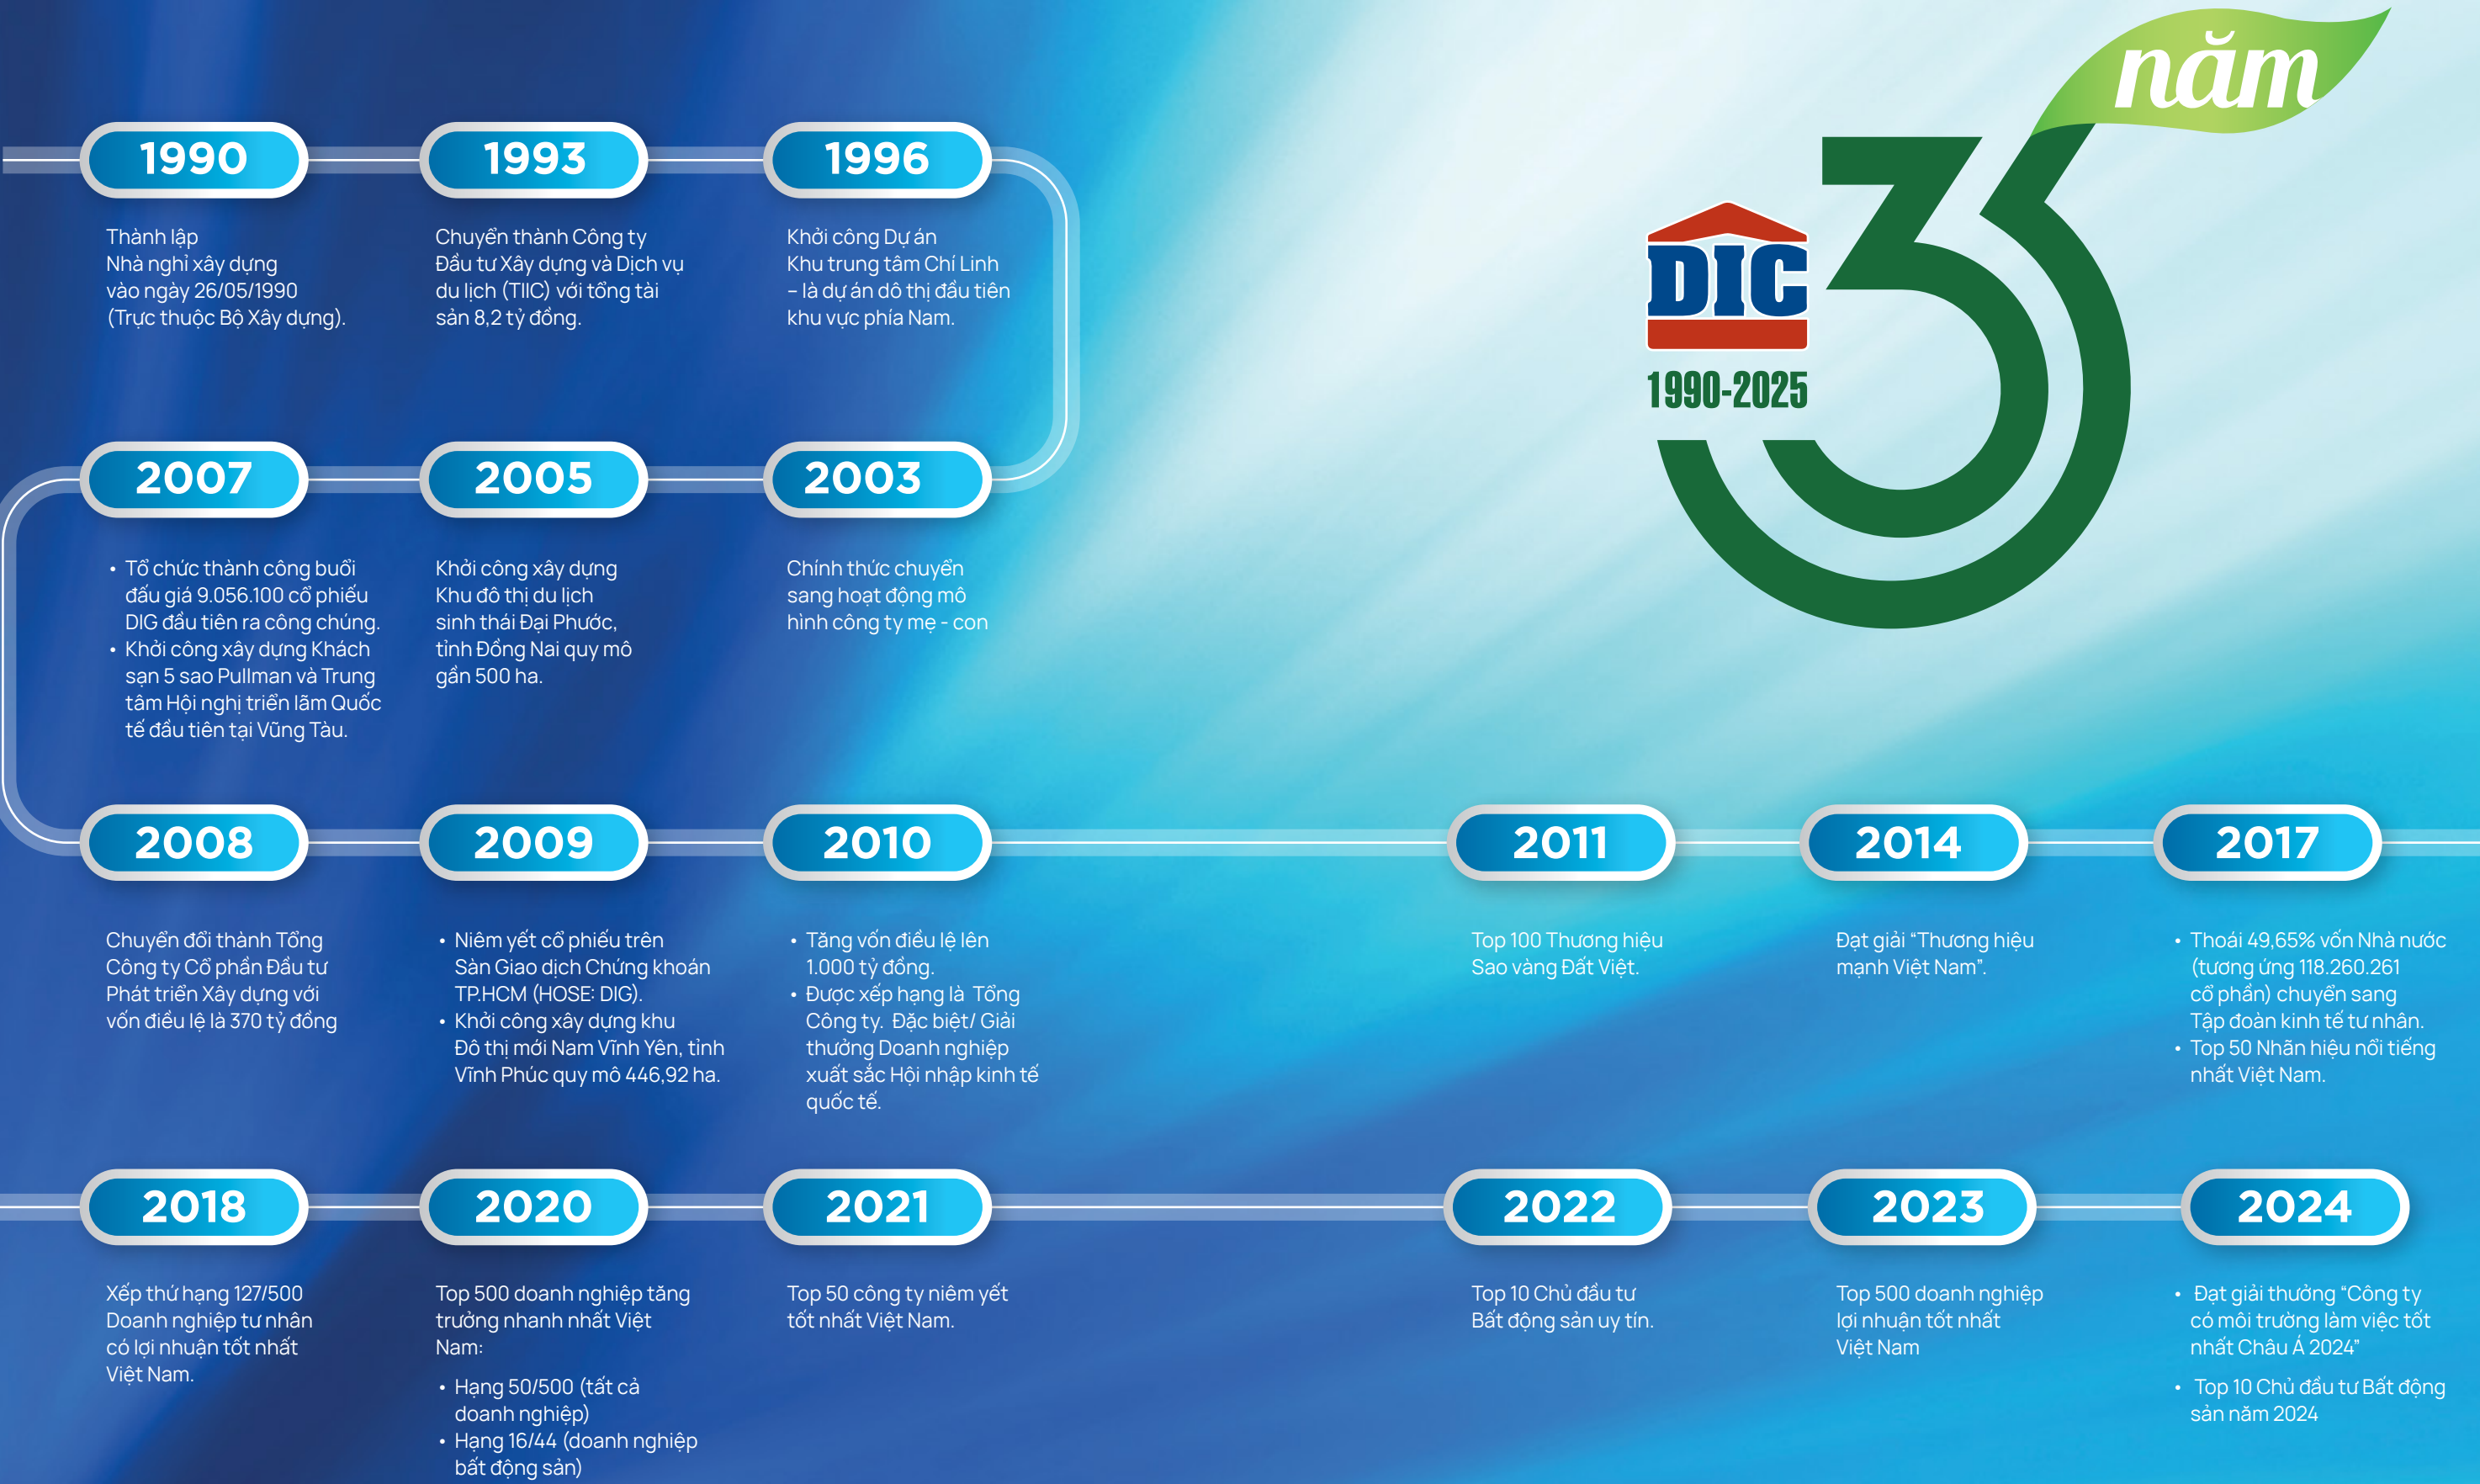 năm
35
DIC
1990-2025
1990
Thành lập
Nhà nghỉ xây dựng
vào ngày 26/05/1990
(Trực thuộc Bộ Xây dựng).
1993
Chuyển thành Công ty
Đầu tư Xây dựng và Dịch vụ
du lịch (TIIC) với tổng tài
sản 8,2 tỷ đồng.
1996
Khởi công Dự án
Khu trung tâm Chí Linh
– là dự án dô thị đầu tiên
khu vực phía Nam.
2003
Chính thức chuyển
sang hoạt động mô
hình công ty mẹ - con
2005
Khởi công xây dựng
Khu đô thị du lịch
sinh thái Đại Phước,
tỉnh Đồng Nai quy mô
gần 500 ha.
2007
• Tổ chức thành công buổi
đấu giá 9.056.100 cổ phiếu
DIG đầu tiên ra công chúng.
• Khởi công xây dựng Khách
sạn 5 sao Pullman và Trung
tâm Hội nghị triển lãm Quốc
tế đầu tiên tại Vũng Tàu.
2008
Chuyển đổi thành Tổng
Công ty Cổ phần Đầu tư
Phát triển Xây dựng với
vốn điều lệ là 370 tỷ đồng
2009
• Niêm yết cổ phiếu trên
Sàn Giao dịch Chứng khoán
TP.HCM (HOSE: DIG).
• Khởi công xây dựng khu
Đô thị mới Nam Vĩnh Yên, tỉnh
Vĩnh Phúc quy mô 446,92 ha.
2010
• Tăng vốn điều lệ lên
1.000 tỷ đồng.
• Được xếp hạng là Tổng
Công ty. Đặc biệt/ Giải
thưởng Doanh nghiệp
xuất sắc Hội nhập kinh tế
quốc tế.
2011
Top 100 Thương hiệu
Sao vàng Đất Việt.
2014
Đạt giải “Thương hiệu
mạnh Việt Nam”.
2017
• Thoái 49,65% vốn Nhà nước
(tương ứng 118.260.261
cổ phần) chuyển sang
Tập đoàn kinh tế tư nhân.
• Top 50 Nhãn hiệu nổi tiếng
nhất Việt Nam.
2018
Xếp thứ hạng 127/500
Doanh nghiệp tư nhân
có lợi nhuận tốt nhất
Việt Nam.
2020
Top 500 doanh nghiệp tăng
trưởng nhanh nhất Việt
Nam:
• Hạng 50/500 (tất cả
doanh nghiệp)
• Hạng 16/44 (doanh nghiệp
bất động sản)
2021
Top 50 công ty niêm yết
tốt nhất Việt Nam.
2022
Top 10 Chủ đầu tư
Bất động sản uy tín.
2023
Top 500 doanh nghiệp
lợi nhuận tốt nhất
Việt Nam
2024
• Đạt giải thưởng “Công ty
có môi trường làm việc tốt
nhất Châu Á 2024”
• Top 10 Chủ đầu tư Bất động
sản năm 2024